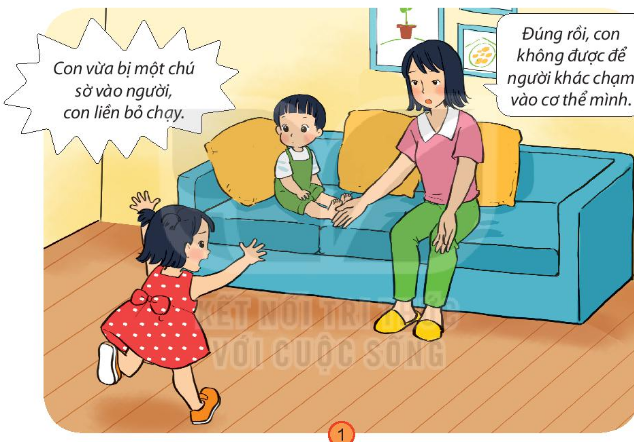 Con vừa bị một chú
sờ vào người,
con liền bỏ chạy.
Đúng rồi, con
không được để
người khác chạm
vào cơ thể mình.
KẾT NỐI TRI THỨC
VỚI CUỘC SỐNG
1